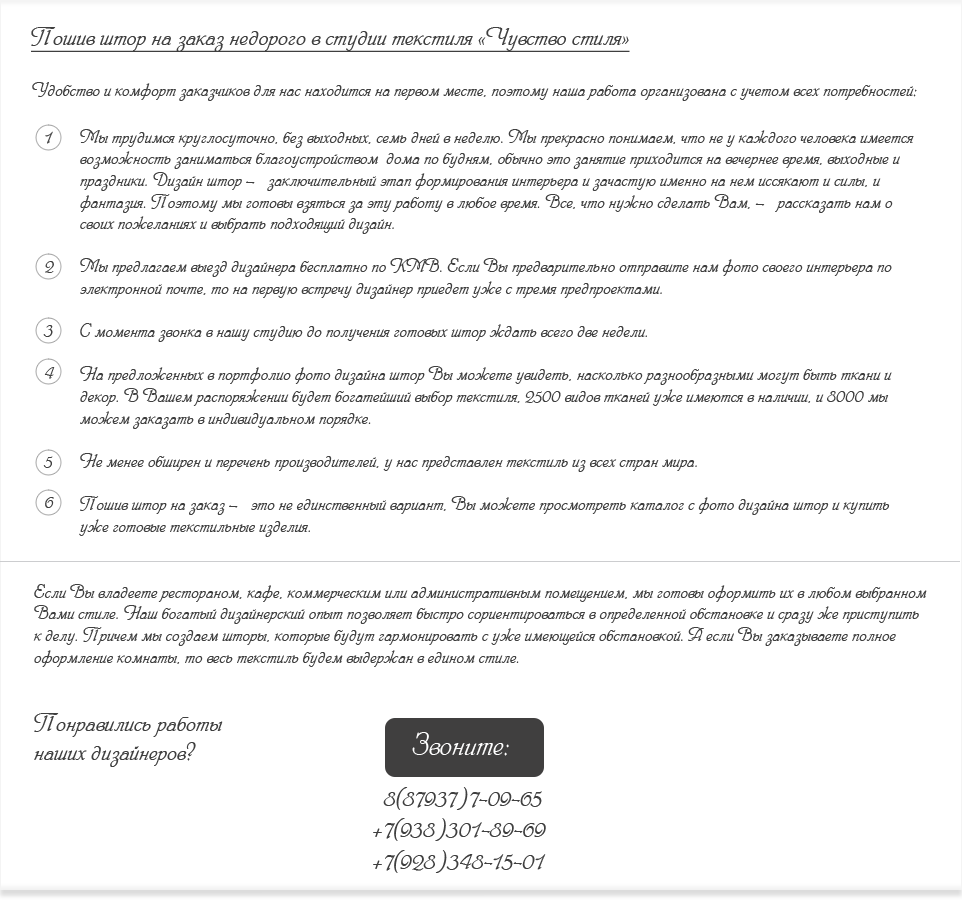 Пошив штор на заказ недорого в студии текстиля «Чувство стиля»
Удобство и комфорт заказчиков для нас находится на первом месте, поэтому наша работа организована с учетом всех потребностей:
1 Мы трудимся круглосуточно, без выходных, семь дней в неделю. Мы прекрасно понимаем, что не у каждого человека имеется
возможность заниматься благоустройством дома по будням, обычно это занятие приходится на вечернее время, выходные и
праздники. Дизайн штор – заключительный этап формирования интерьера и зачастую именно на нем иссякают и силы, и
фантазия. Поэтому мы готовы взяться за эту работу в любое время. Все, что нужно сделать Вам, – рассказать нам о
своих пожеланиях и выбрать подходящий дизайн.
2 Мы предлагаем выезд дизайнера бесплатно по КМВ. Если Вы предварительно отправите нам фото своего интерьера по
электронной почте, то на первую встречу дизайнер приедет уже с тремя предпроектами.
3 С момента звонка в нашу студию до получения готовых штор ждать всего две недели.
4 На предложенных в портфолио фото дизайна штор Вы можете увидеть, насколько разнообразными могут быть ткани и
декор. В Вашем распоряжении будет богатейший выбор текстиля, 2500 видов тканей уже имеются в наличии, и 8000 мы
можем заказать в индивидуальном порядке.
5 Не менее обширен и перечень производителей, у нас представлен текстиль из всех стран мира.
6 Пошив штор на заказ – это не единственный вариант, Вы можете просмотреть каталог с фото дизайна штор и купить
уже готовые текстильные изделия.
Если Вы владеете рестораном, кафе, коммерческим или административным помещением, мы готовы оформить их в любом выбранном
Вами стиле. Наш богатый дизайнерский опыт позволяет быстро сориентироваться в определенной обстановке и сразу же приступить
к делу. Причем мы создаем шторы, которые будут гармонировать с уже имеющейся обстановкой. А если Вы заказываете полное
оформление комнаты, то весь текстиль будем выдержан в едином стиле.
Понравились работы
наших дизайнеров?
Звоните:
8(87937)7-09-65
+7(938)301-89-69
+7(928)348-15-01